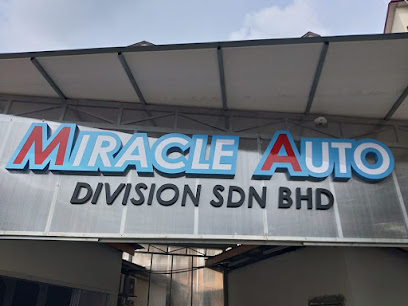 MIRACLE AUTO
DIVISION SDN BHD